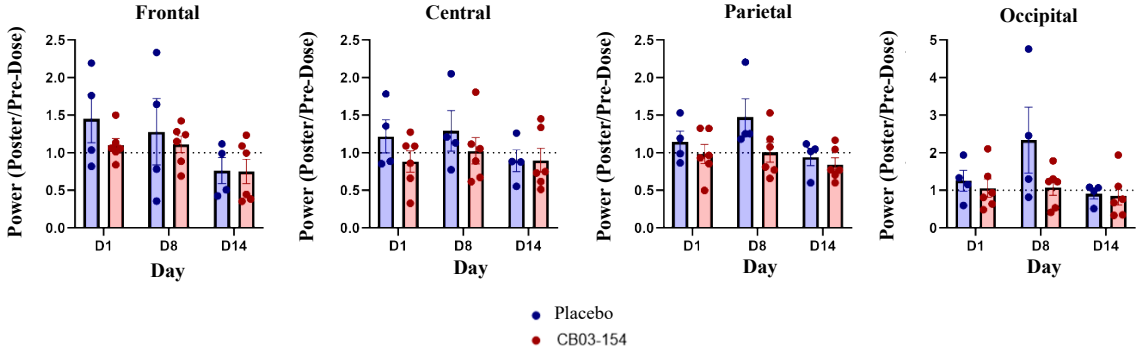 Frontal
Power (Poster/Pre-Dose)
2.5
2.0
1.5
1.0
0.5
0.0
D1 D8 D14
Day
Central
Power (Poster/Pre-Dose)
2.5
2.0
1.5
1.0
0.5
0.0
D1 D8 D14
Day
Parietal
Power (Poster/Pre-Dose)
2.5
2.0
1.5
1.0
0.5
0.0
D1 D8 D14
Day
Occipital
Power (Poster/Pre-Dose)
5
4
3
2
1
0
D1 D8 D14
Day
Placebo
CB03-154